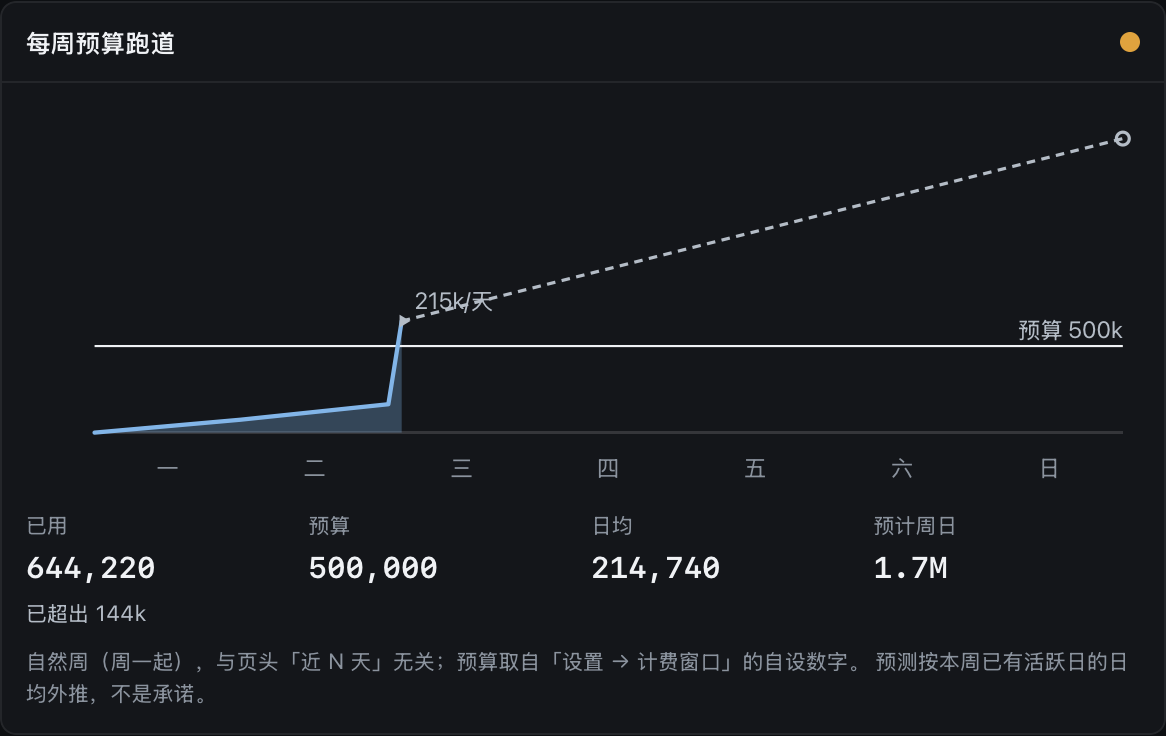 每周预算跑道
215k/天
预算 500k
一 二 三 四 五 六 日
已用 预算 日均 预计周日
644,220 500,000 214,740 1.7M
已超出 144k
自然周（周一起），与页头「近 N 天」无关；预算取自「设置 → 计费窗口」的自设数字。 预测按本周已有活跃日的日
均外推，不是承诺。